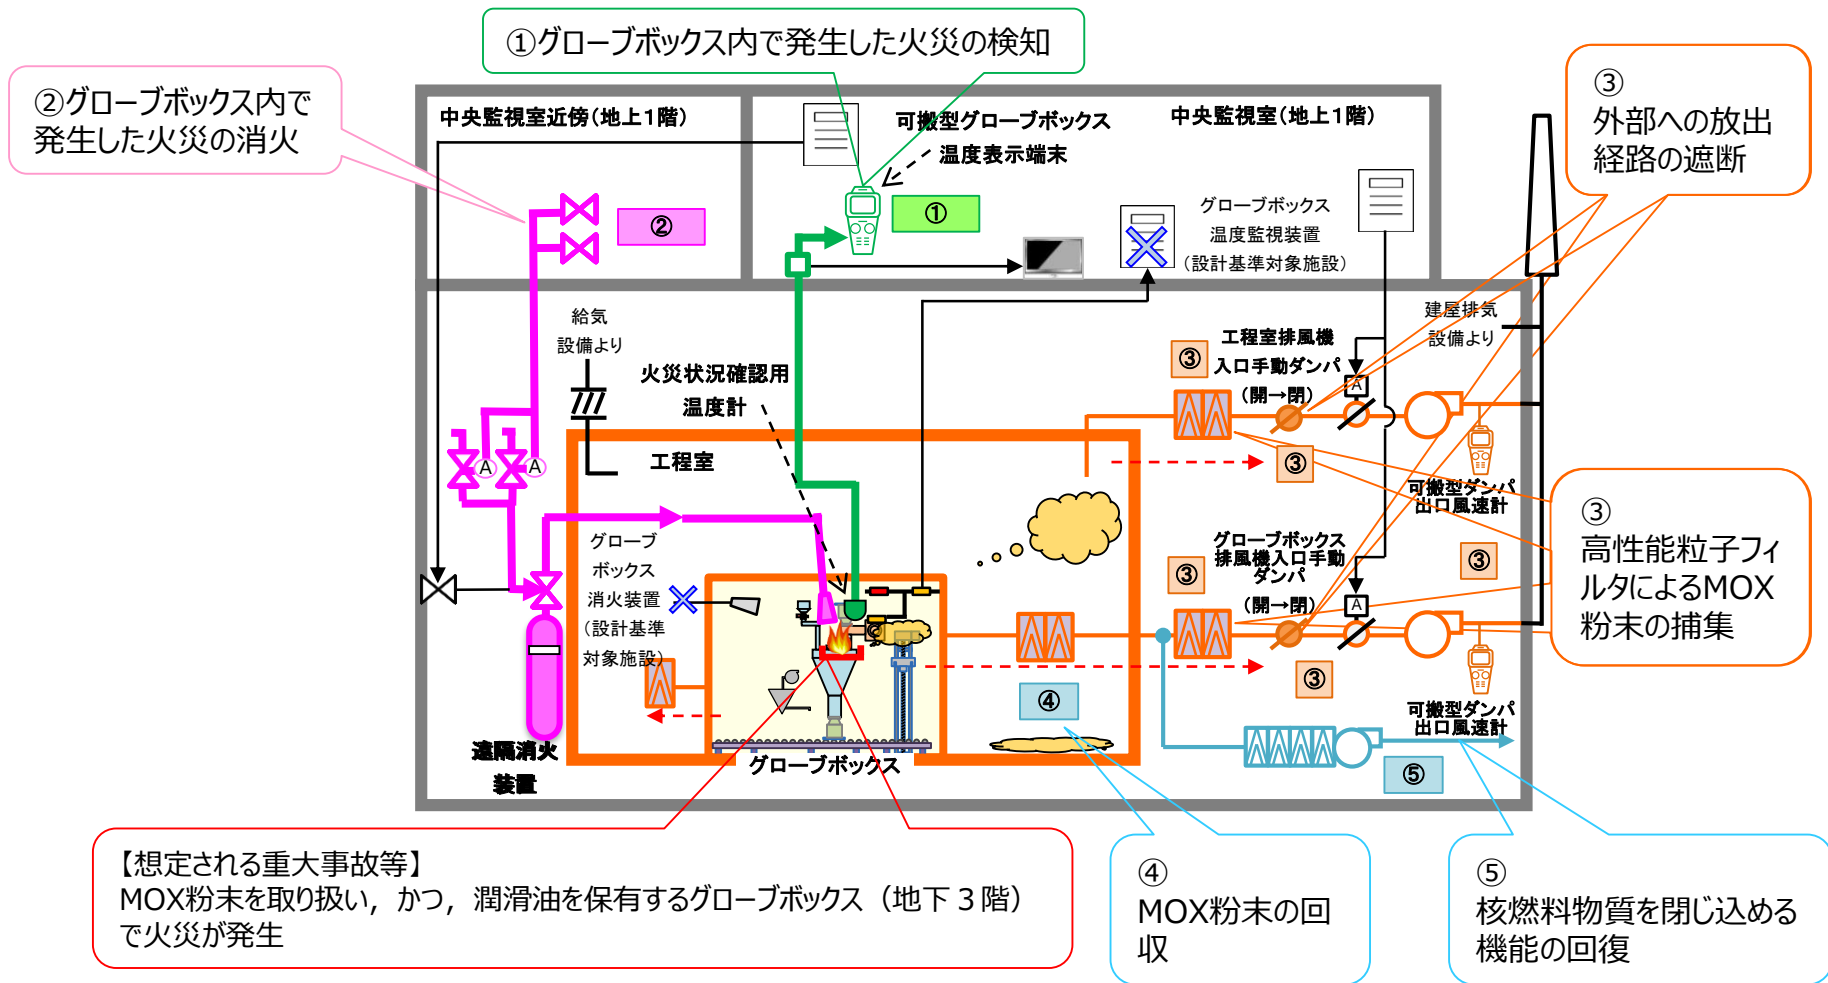 ①グローブボックス内で発生した火災の検知
②グローブボックス内で
発生した火災の消火
③
外部への放出
経路の遮断
中央監視室近傍(地上1階)
可搬型グローブボックス
温度表示端末
中央監視室(地上1階)
②
①
グローブボックス
温度監視装置
(設計基準対象施設)
給気
設備より
火災状況確認用
温度計
工程室排風機
入口手動ダンパ
(開→閉)
建屋排気
設備より
③
A
A
A
工程室
③
可搬型ダンパ
出口風速計
グローブ
ボックス
消火装置
(設計基準
対象施設)
グローブボックス
排風機入口手動
ダンパ
(開→閉)
③
③
A
③
③
高性能粒子フィ
ルタによるMOX
粉末の捕集
④
可搬型ダンパ
出口風速計
⑤
遠隔消火
装置
グローブボックス
【想定される重大事故等】
MOX粉末を取り扱い，かつ，潤滑油を保有するグローブボックス（地下３階）
で火災が発生
④
MOX粉末の回
収
⑤
核燃料物質を閉じ込める
機能の回復